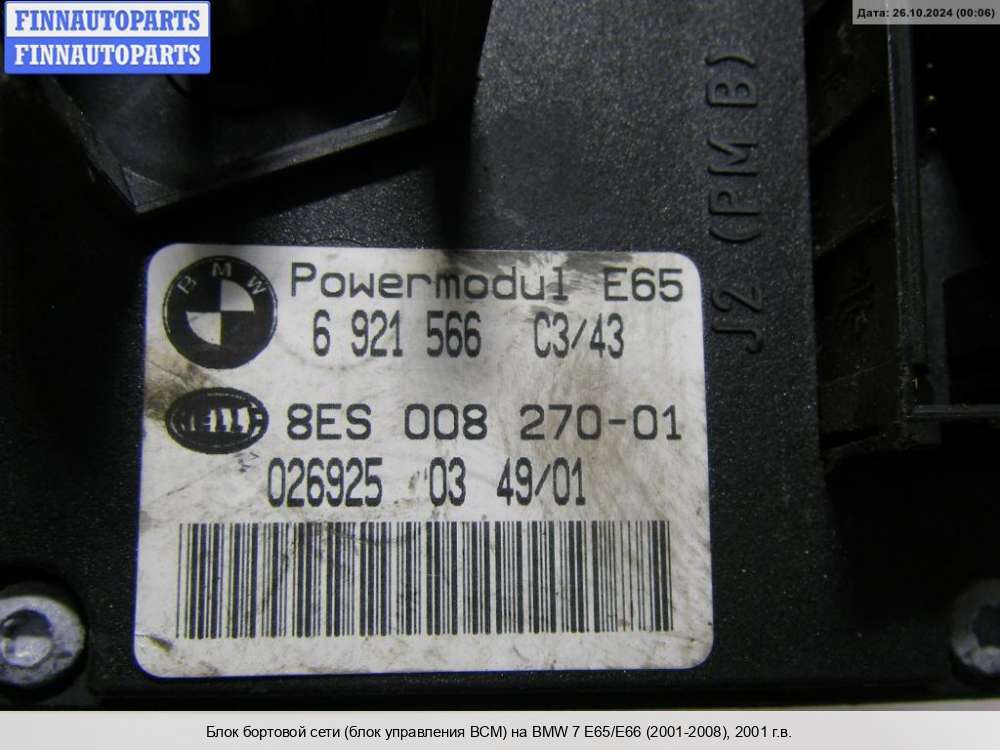 FINNAUTOPARTS
FINNAUTOPARTS
Дата: 26.10.2024 (00:06)
J2 (PM B)
BMW
Powermodul E65
6 921 566 C3/43
8ES 008 270-01
026925 03 49/01
Блок бортовой сети (блок управления BCM) на BMW 7 E65/E66 (2001-2008), 2001 г.в.